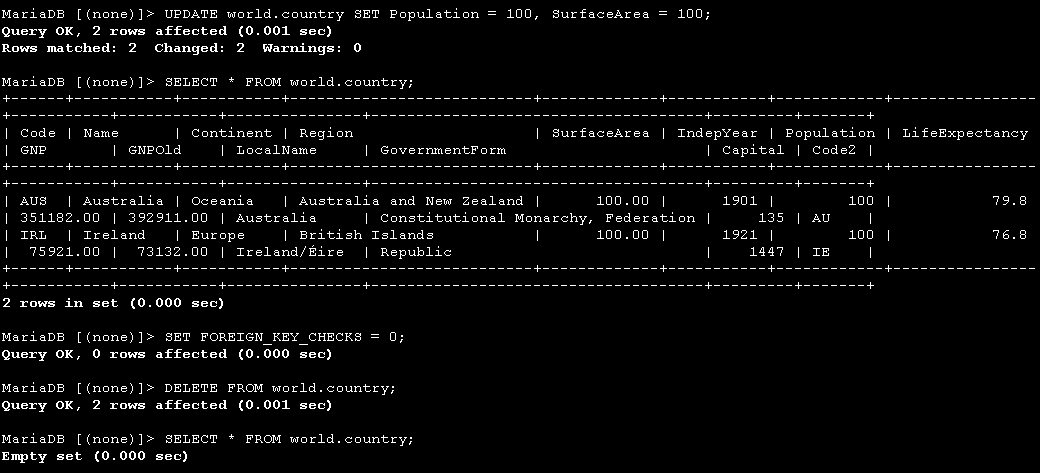 MariaDB [(none)]> UPDATE world.country SET Population = 100, SurfaceArea = 100;
Query OK, 2 rows affected (0.001 sec)
Rows matched: 2  Changed: 2  Warnings: 0
MariaDB [(none)]> SELECT * FROM world.country;
+------+-----------+-----------+---------------------------+-------------+-----------+------------+----------------
+-----------+-----------+---------------+-------------------------------------+---------+-------+
| Code | Name      | Continent | Region                    | SurfaceArea | IndepYear | Population | LifeExpectancy
| GNP       | GNPOld    | LocalName     | GovernmentForm                      | Capital | Code2 |
+------+-----------+-----------+---------------------------+-------------+-----------+------------+----------------
+-----------+-----------+---------------+-------------------------------------+---------+-------+
| AUS  | Australia | Oceania   | Australia and New Zealand |      100.00 |      1901 |        100 |           79.8
| 351182.00 | 392911.00 | Australia     | Constitutional Monarchy, Federation |     135 | AU    |
| IRL  | Ireland   | Europe    | British Islands           |      100.00 |      1921 |        100 |           76.8
|  75921.00 |  73132.00 | Ireland/Éire  | Republic                            |    1447 | IE    |
+------+-----------+-----------+---------------------------+-------------+-----------+------------+----------------
+-----------+-----------+---------------+-------------------------------------+---------+-------+
2 rows in set (0.000 sec)
MariaDB [(none)]> SET FOREIGN_KEY_CHECKS = 0;
Query OK, 0 rows affected (0.000 sec)
MariaDB [(none)]> DELETE FROM world.country;
Query OK, 2 rows affected (0.001 sec)
MariaDB [(none)]> SELECT * FROM world.country;
Empty set (0.000 sec)